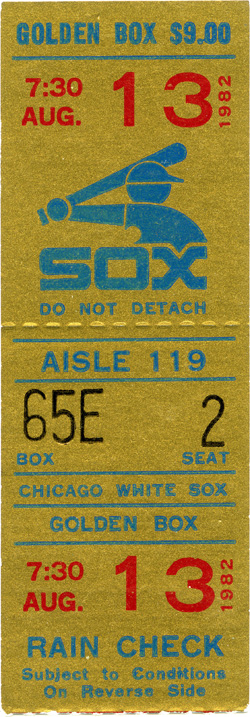 GOLDEN BOX $9.00
7:30 AUG. 13 1982
SOX
DO NOT DETACH
AISLE 119
65E 2
BOX SEAT
CHICAGO WHITE SOX
GOLDEN BOX
7:30 AUG. 13 1982
RAIN CHECK
Subject to Conditions
On Reverse Side